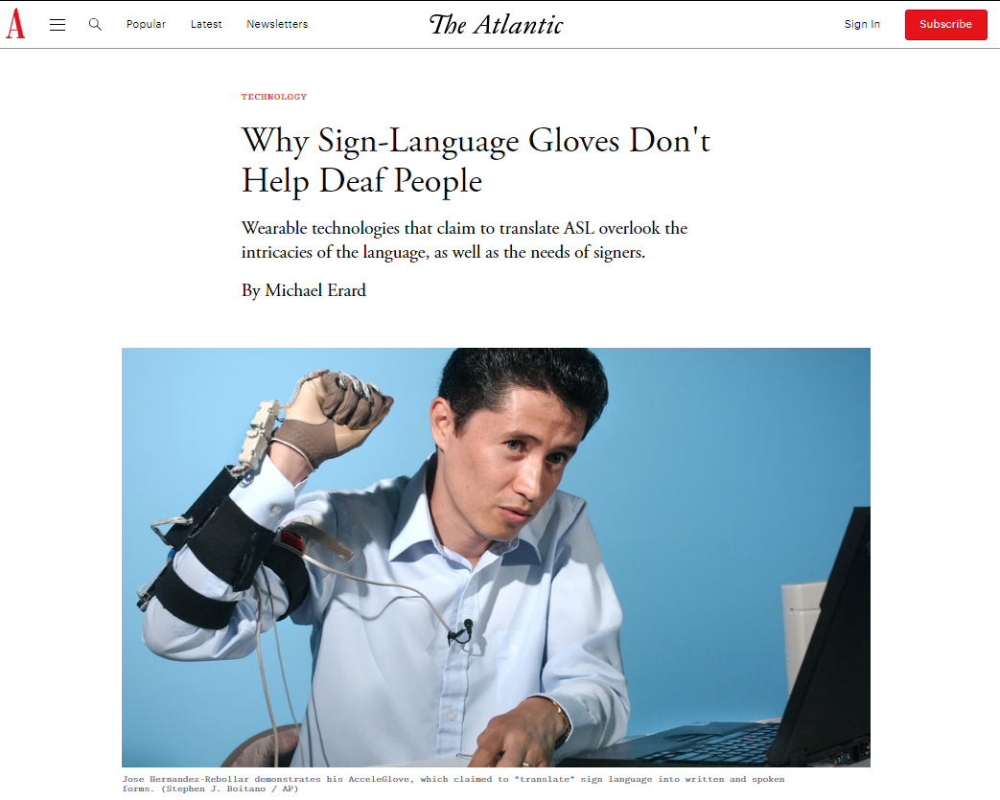 A
Popular
Latest
Newsletters
The Atlantic
Sign In
Subscribe
TECHNOLOGY
Why Sign-Language Gloves Don't
Help Deaf People
Wearable technologies that claim to translate ASL overlook the
intricacies of the language, as well as the needs of signers.
By Michael Erard
Jose Hernandez-Rebollar demonstrates his AcceleGlove, which claimed to "translate" sign language into written and spoken
forms. (Stephen J. Boitano / AP)